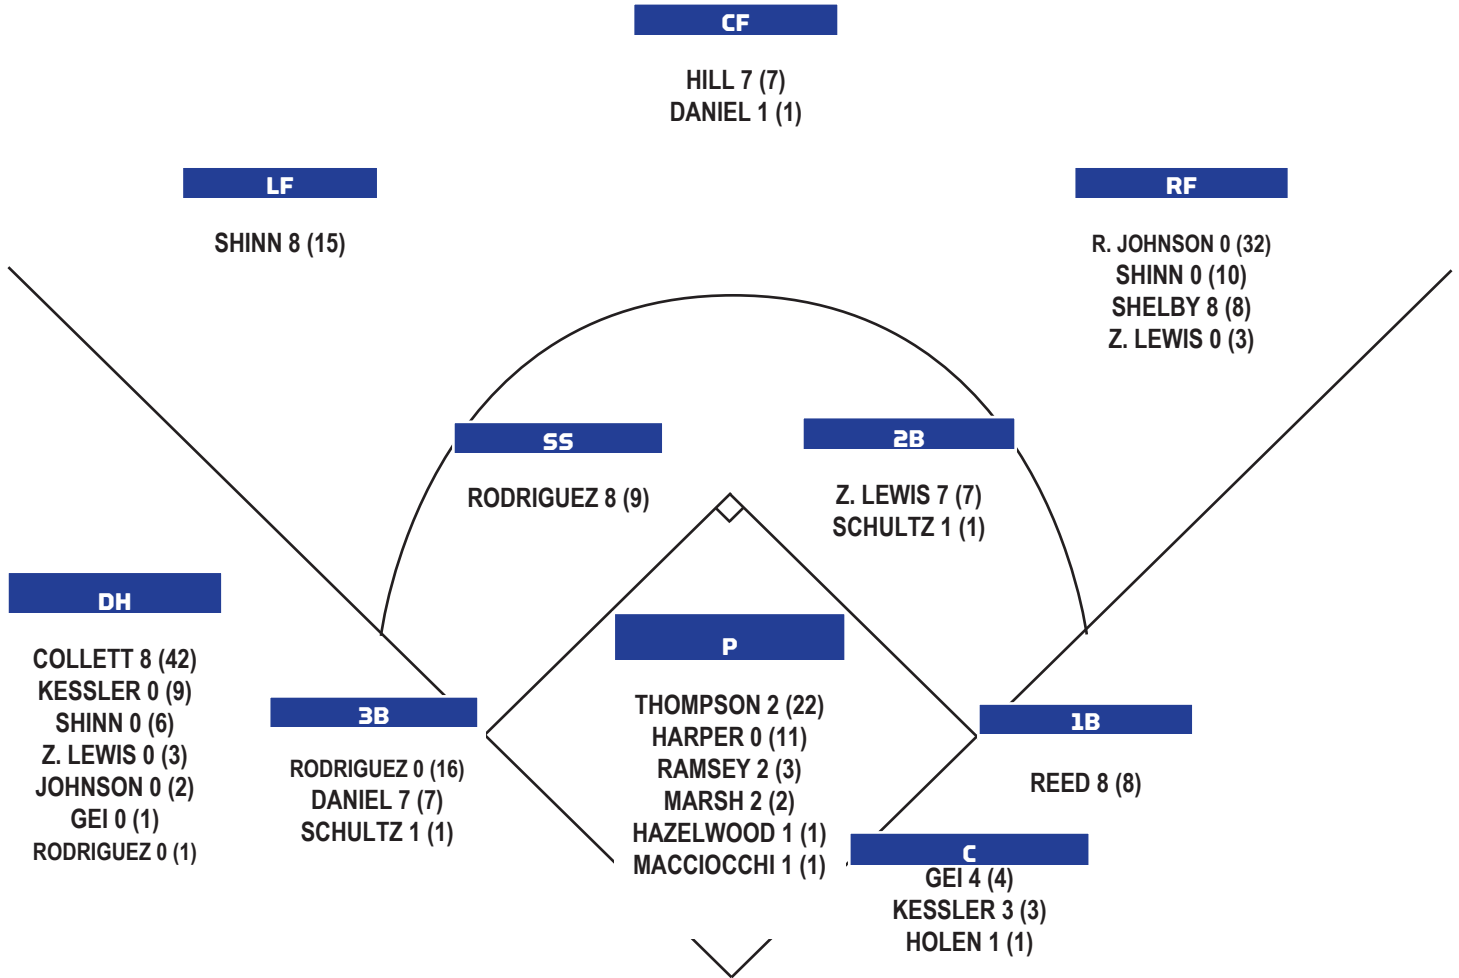 CF
HILL 7 (7)
DANIEL 1 (1)
LF
SHINN 8 (15)
RF
R. JOHNSON 0 (32)
SHINN 0 (10)
SHELBY 8 (8)
Z. LEWIS 0 (3)
SS
RODRIGUEZ 8 (9)
2B
Z. LEWIS 7 (7)
SCHULTZ 1 (1)
DH
COLLETT 8 (42)
KESSLER 0 (9)
SHINN 0 (6)
Z. LEWIS 0 (3)
JOHNSON 0 (2)
GEI 0 (1)
RODRIGUEZ 0 (1)
3B
RODRIGUEZ 0 (16)
DANIEL 7 (7)
SCHULTZ 1 (1)
P
THOMPSON 2 (22)
HARPER 0 (11)
RAMSEY 2 (3)
MARSH 2 (2)
HAZELWOOD 1 (1)
MACCIOCCHI 1 (1)
1B
REED 8 (8)
C
GEI 4 (4)
KESSLER 3 (3)
HOLEN 1 (1)